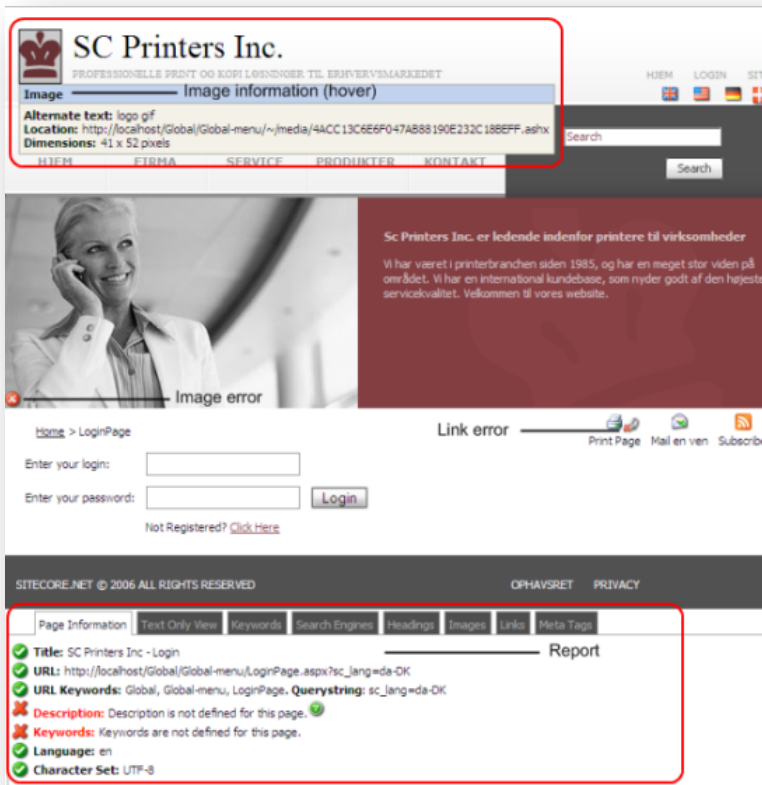 SC Printers Inc.
PROFESSIONELLE PRINT OG KOPI LØSNINGER TIL ERHVERVSMARKEDET
HJEM LOGIN
Image
Image information (hover)
Alternate text: logo gif
Location: http://localhost/Global/Global-menu/~/media/4ACC13C6E6F047AB88190E232C18BEFF.ashx
Dimensions: 41 x 52 pixels
Search
HJEM FIRMA SERVICE PRODUKTER KONTAKT
Search
Sc Printers Inc. er ledende indenfor printere til virksomheder
Vi har været i printerbranchen siden 1985, og har en meget stor viden på
området. Vi har en international kundebase, som nyder godt af den højeste
servicekvalitet. Velkommen til vores website.
Image error
Home > LoginPage
Link error
Print Page Mail en ven Subscribe
Enter your login:
Enter your password:
Login
Not Registered? Click Here
SITECORE.NET © 2006 ALL RIGHTS RESERVED OPHAVSRET PRIVACY
Page Information Text Only View Keywords Search Engines Headings Images Links Meta Tags
Report
Title: SC Printers Inc - Login
URL: http://localhost/Global/Global-menu/LoginPage.aspx?sc_lang=da-DK
URL Keywords: Global, Global-menu, LoginPage. Querystring: sc_lang=da-DK
Description: Description is not defined for this page.
Keywords: Keywords are not defined for this page.
Language: en
Character Set: UTF-8